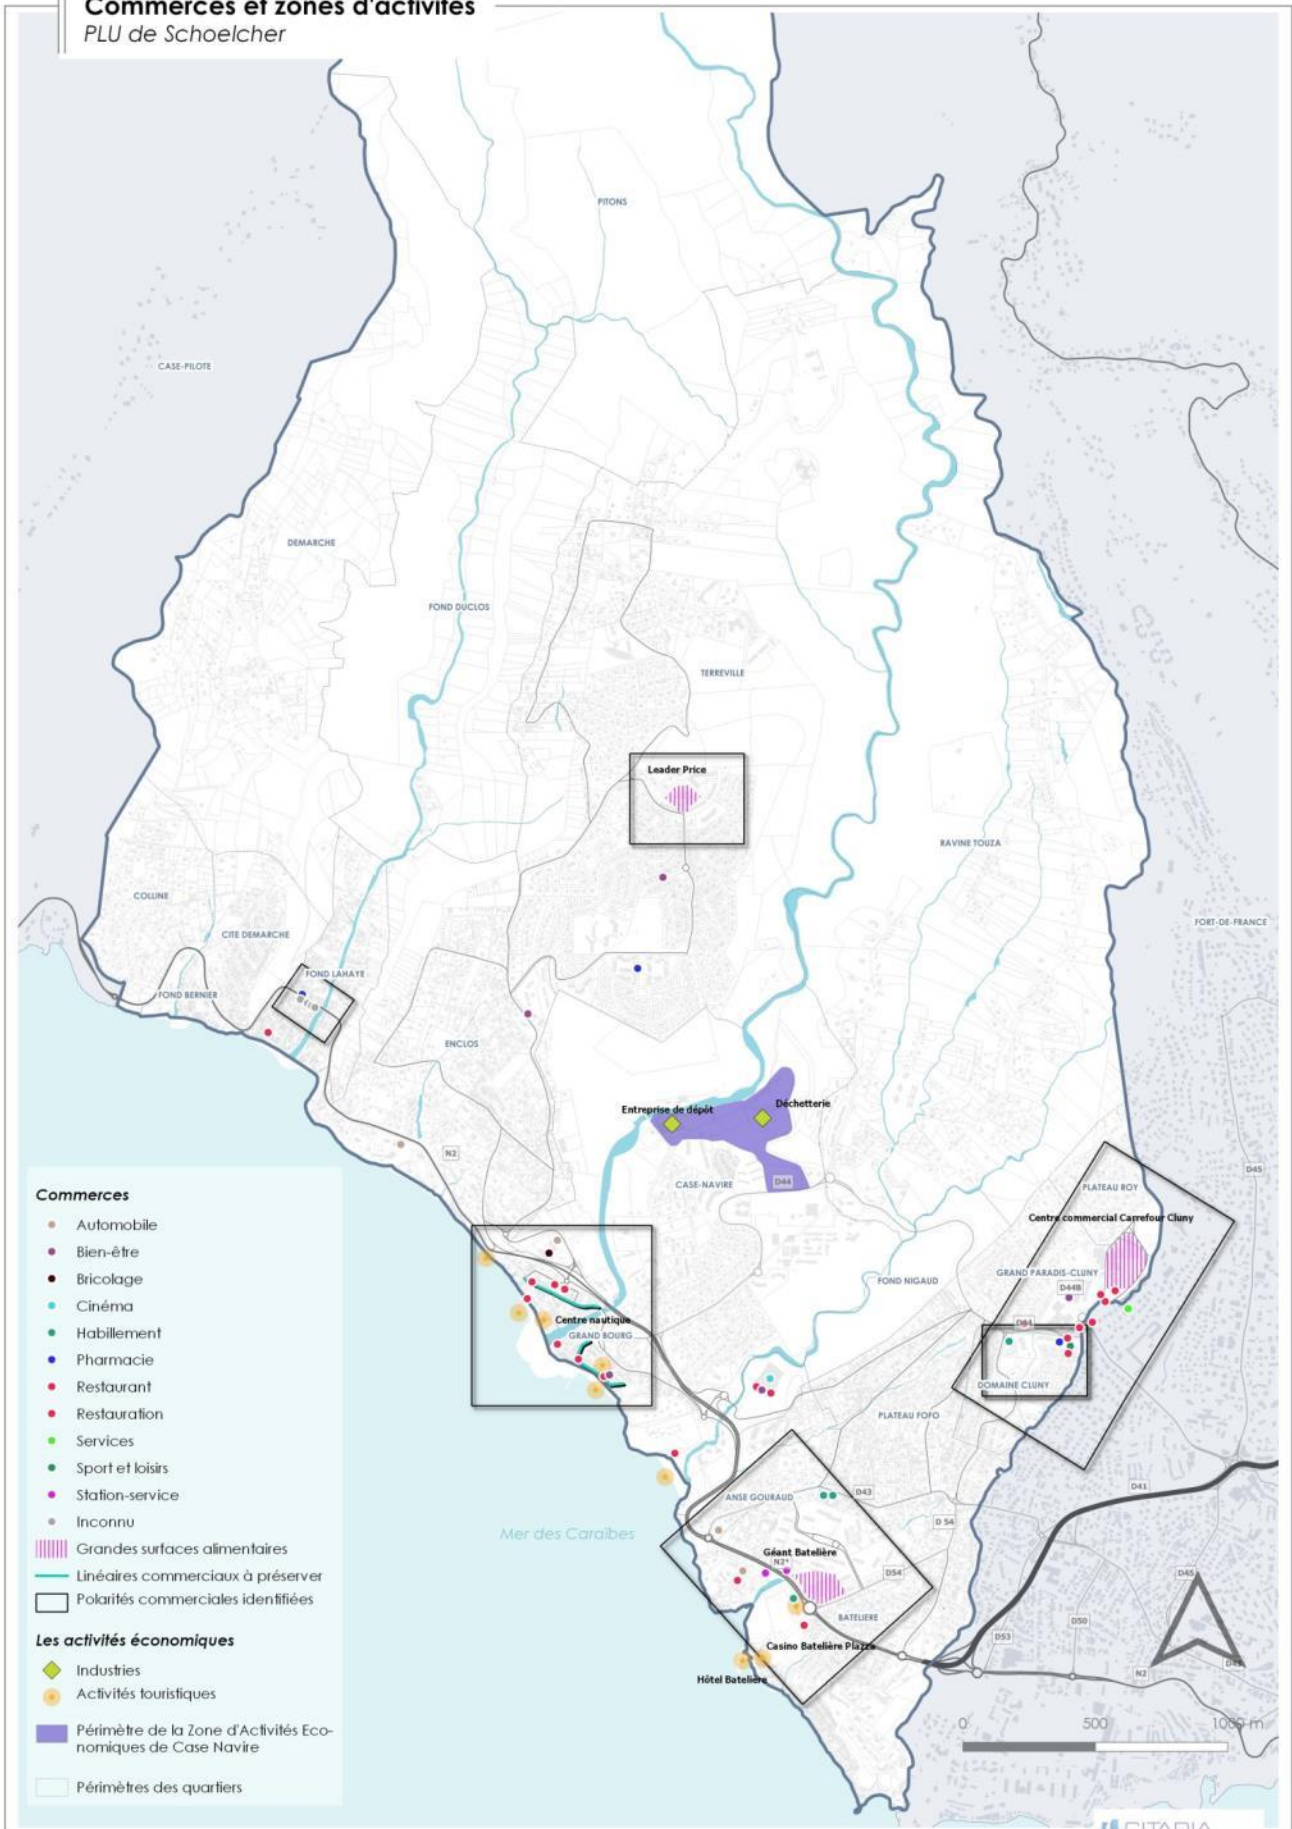 Commerces et zones d'activités
PLU de Schoelcher
PITONS
CASE-PILOTE
DEMARCHE
FOND DUCLOS
TERREVILLE
Leader Price
RAVINE TOUZA
COLLINE
CITE DEMARCHE
FORT-DE-FRANCE
FOND LAHAYE
FOND BERNIER
ENCLOS
Entreprise de dépôt
Déchetterie
N2
CASE-NAVIRE
D44
D45
PLATEAU ROY
Centre commercial Carrefour Cluny
GRAND PARADIS-CLUNY
FOND NIGAUD
D44B
Centre nautique
D44
GRAND BOURG
DOMAINE CLUNY
PLATEAU FOFO
D41
ANSE GOURAUD
D43
D 54
Mer des Caraïbes
Géant Batelière
N2*
D54
D45
BATELIERE
D50
D53
Casino Batelière Plazza
Hôtel Batelière
N2
0
500
1000 m
Commerces
Automobile
Bien-être
Bricolage
Cinéma
Habillement
Pharmacie
Restaurant
Restauration
Services
Sport et loisirs
Station-service
Inconnu
Grandes surfaces alimentaires
Linéaires commerciaux à préserver
Polarités commerciales identifiées
Les activités économiques
Industries
Activités touristiques
Périmètre de la Zone d'Activités Eco-
nomiques de Case Navire
Périmètres des quartiers